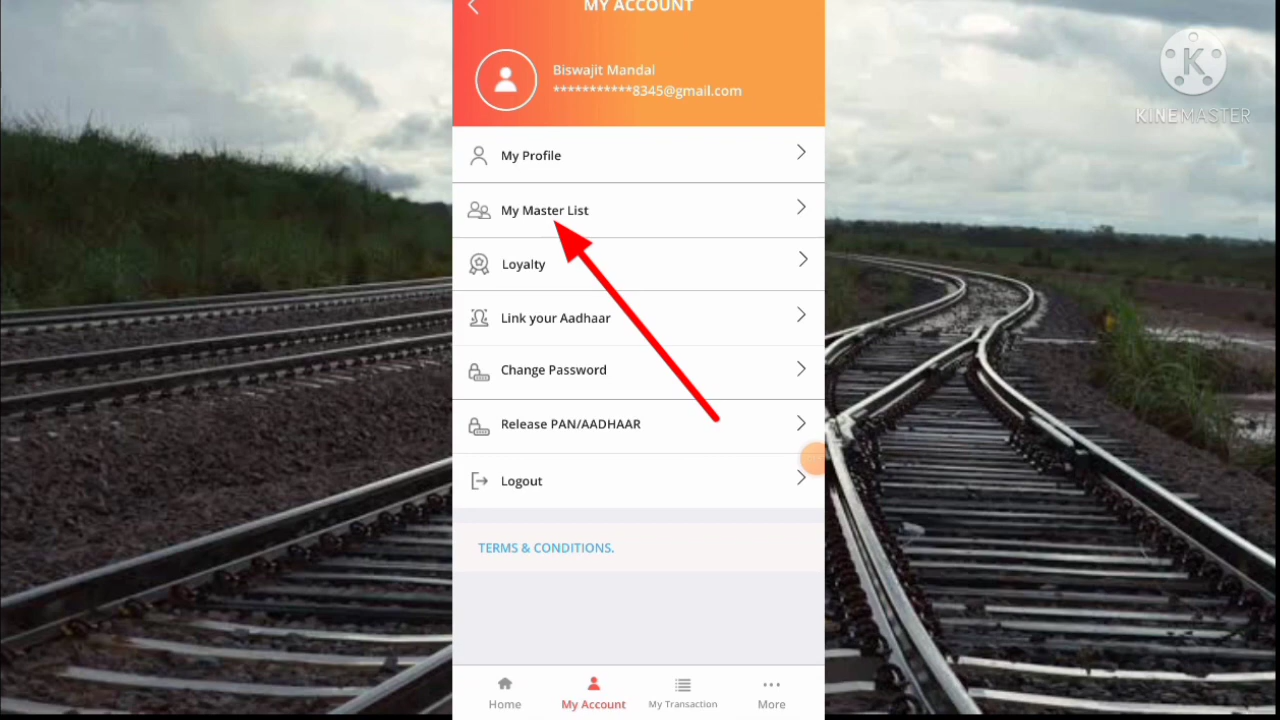 MY ACCOUNT
Biswajit Mandal
***********8345@gmail.com
My Profile
My Master List
Loyalty
Link your Aadhaar
Change Password
Release PAN/AADHAAR
Logout
TERMS & CONDITIONS.
Home
My Account
My Transaction
More
K
KINEMASTER